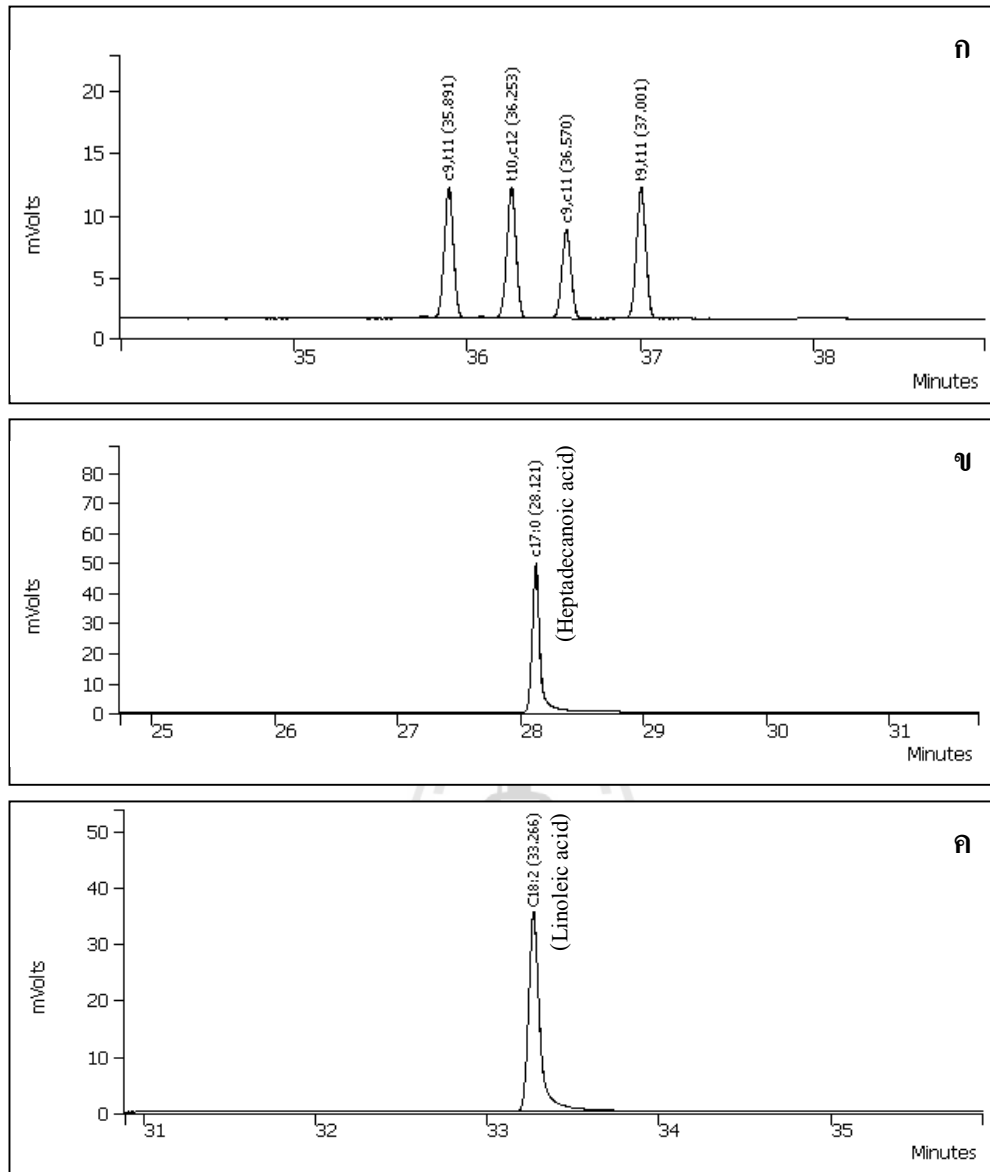 ก
c9,t11 (35.891)
t10,c12 (36.253)
c9,c11 (36.570)
t9,t11 (37.001)
mVolts
20
15
10
5
0
35
36
37
38
Minutes
ข
c17:0 (28.121)
(Heptadecanoic acid)
mVolts
80
70
60
50
40
30
20
10
0
25
26
27
28
29
30
31
Minutes
ค
C18:2 (33.266)
(Linoleic acid)
mVolts
50
40
30
20
10
0
31
32
33
34
35
Minutes